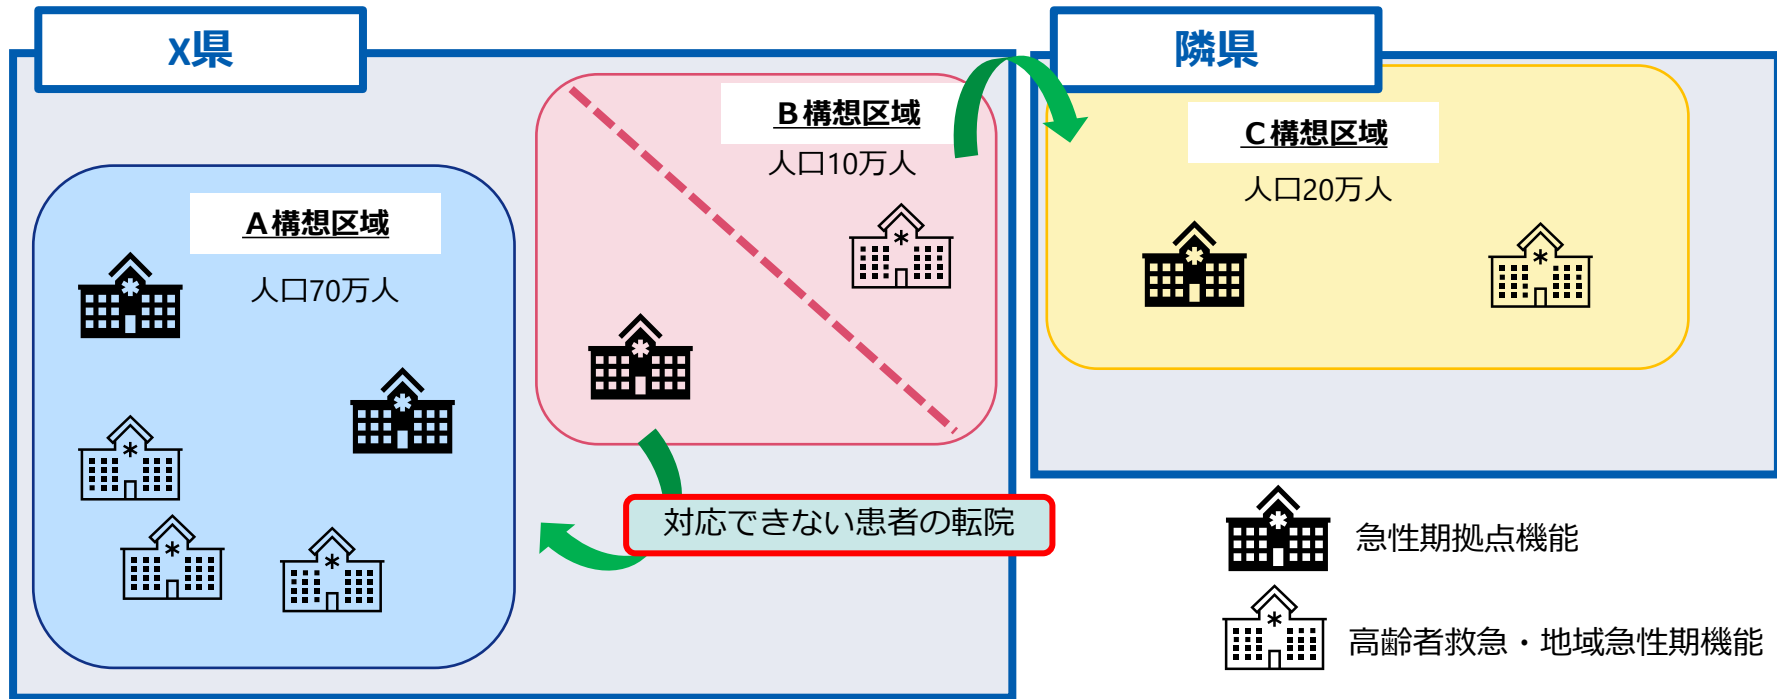 X県
隣県
B構想区域
人口10万人
C構想区域
人口20万人
A構想区域
人口70万人
対応できない患者の転院
急性期拠点機能
高齢者救急・地域急性期機能